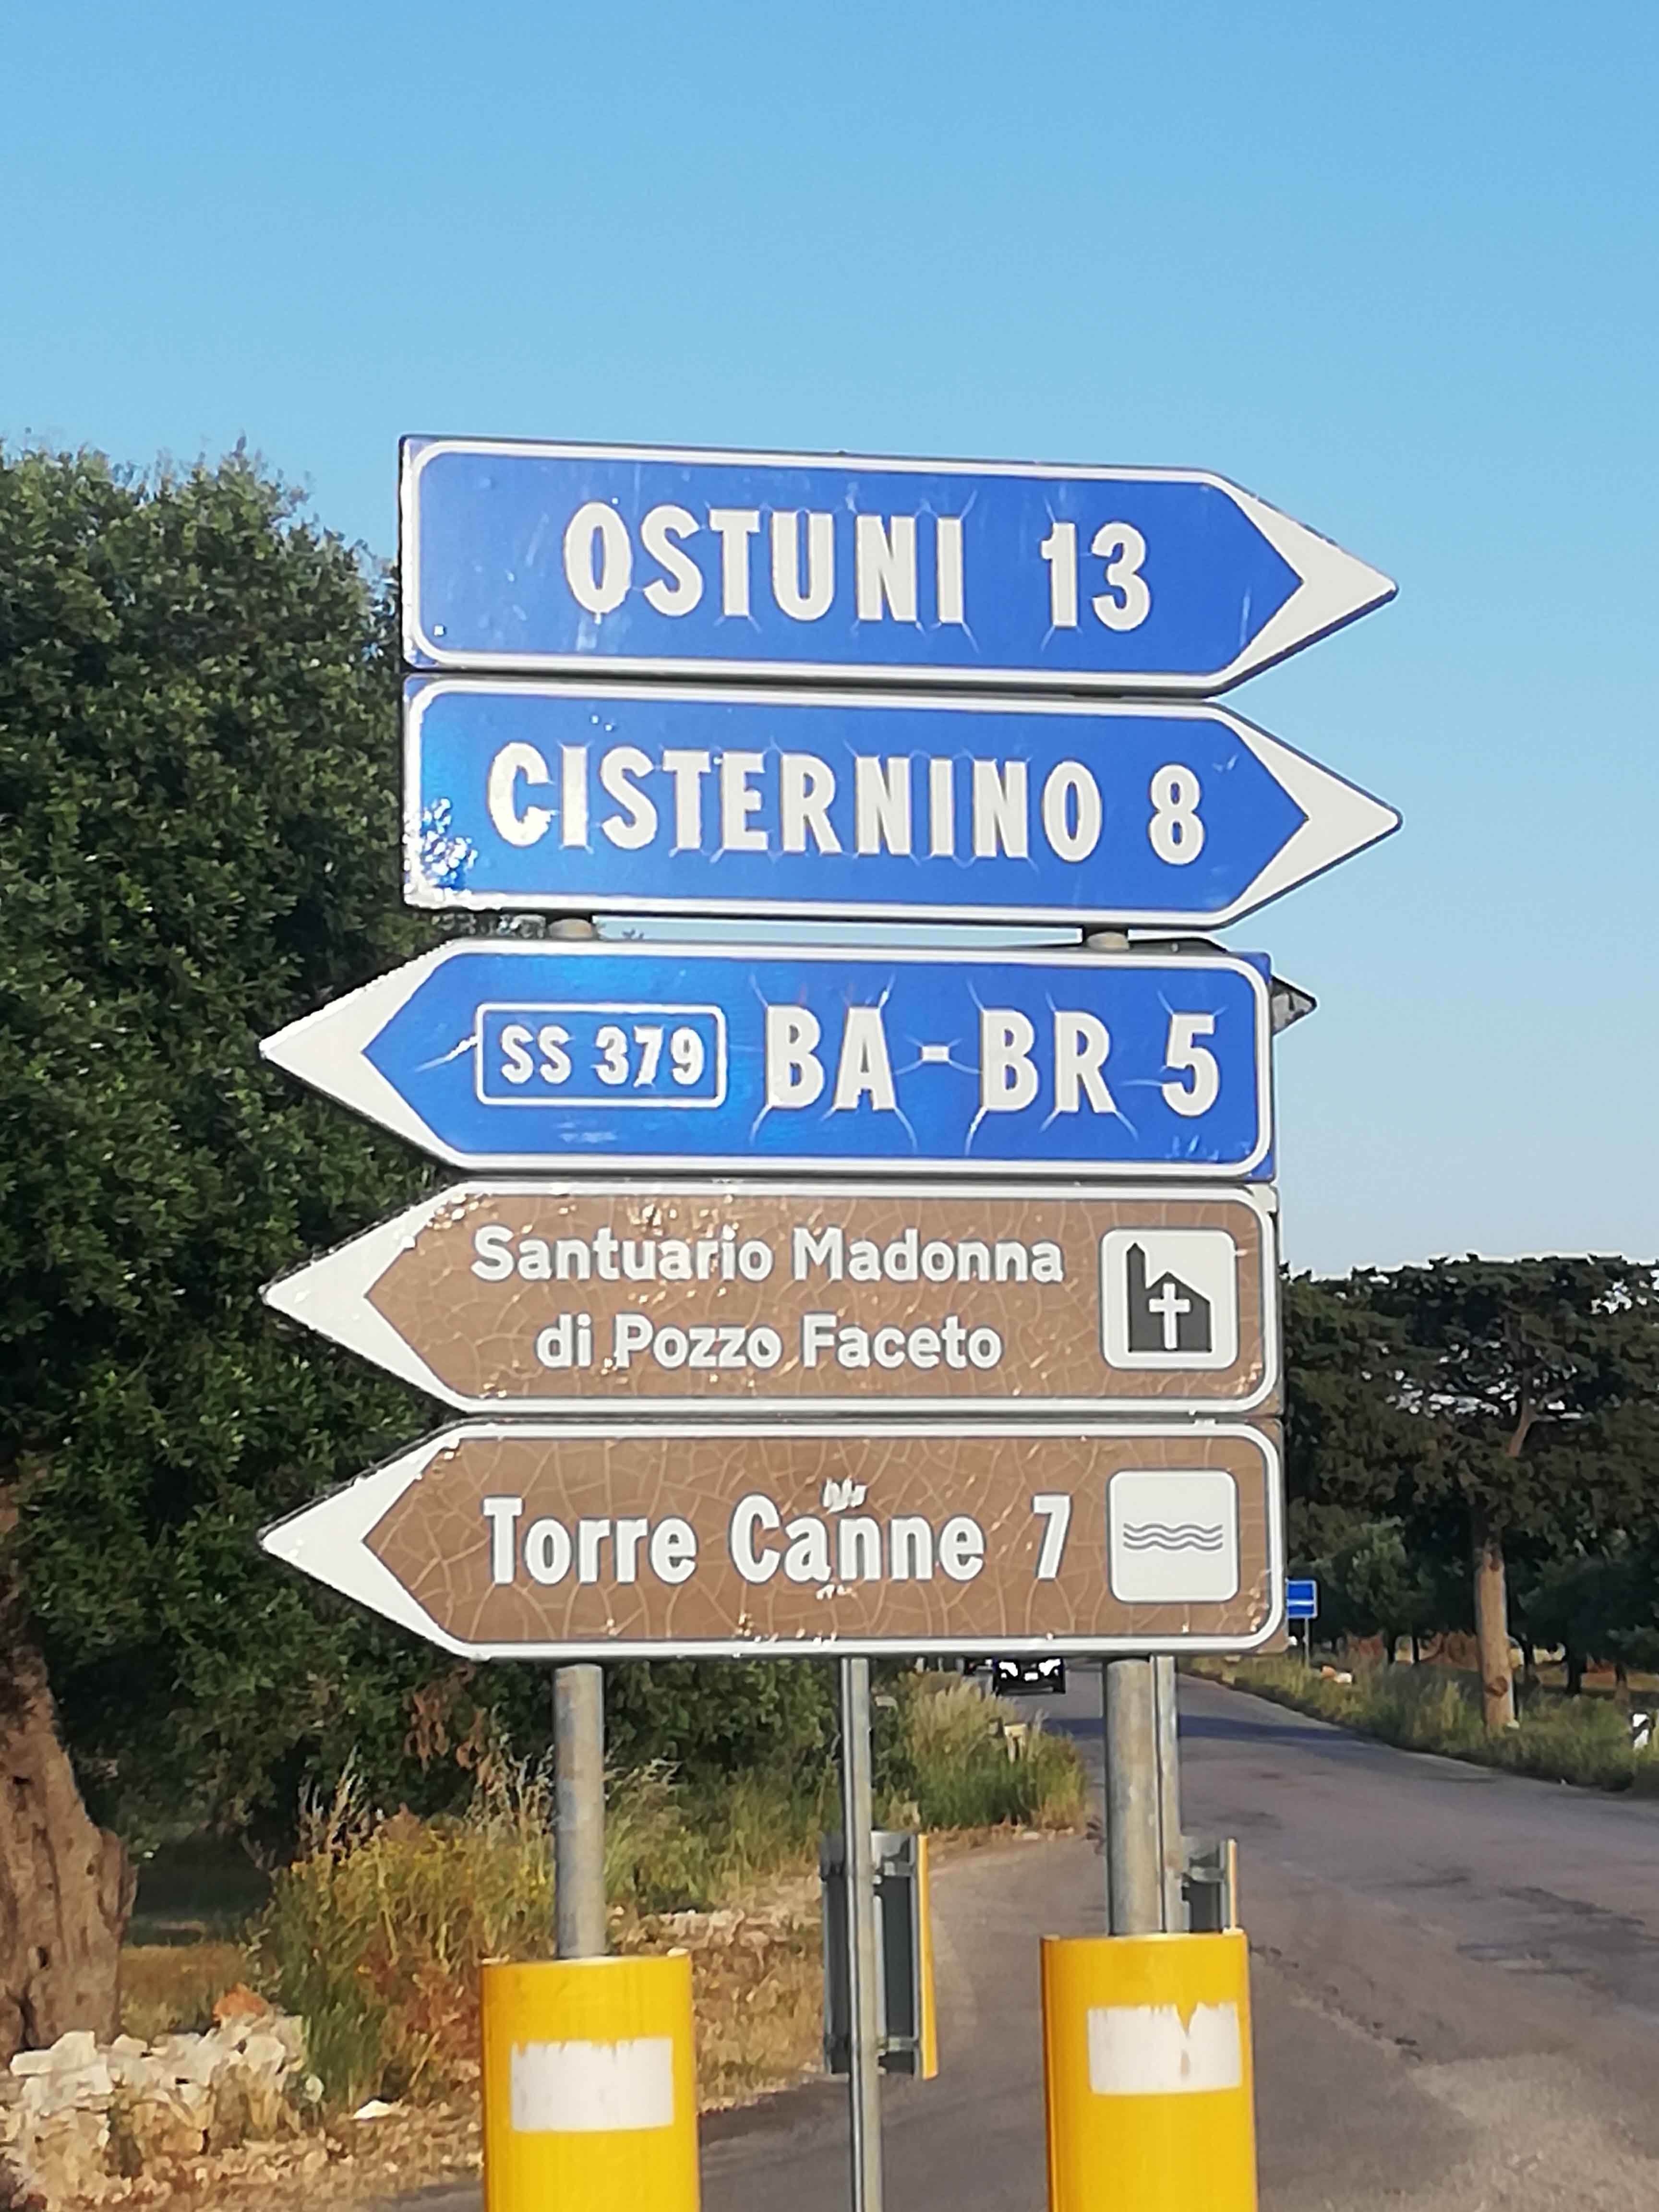 OSTUNI 13
CISTERNINO 8
SS 379 BA-BR 5
Santuario Madonna
di Pozzo Faceto
Torre Canne 7